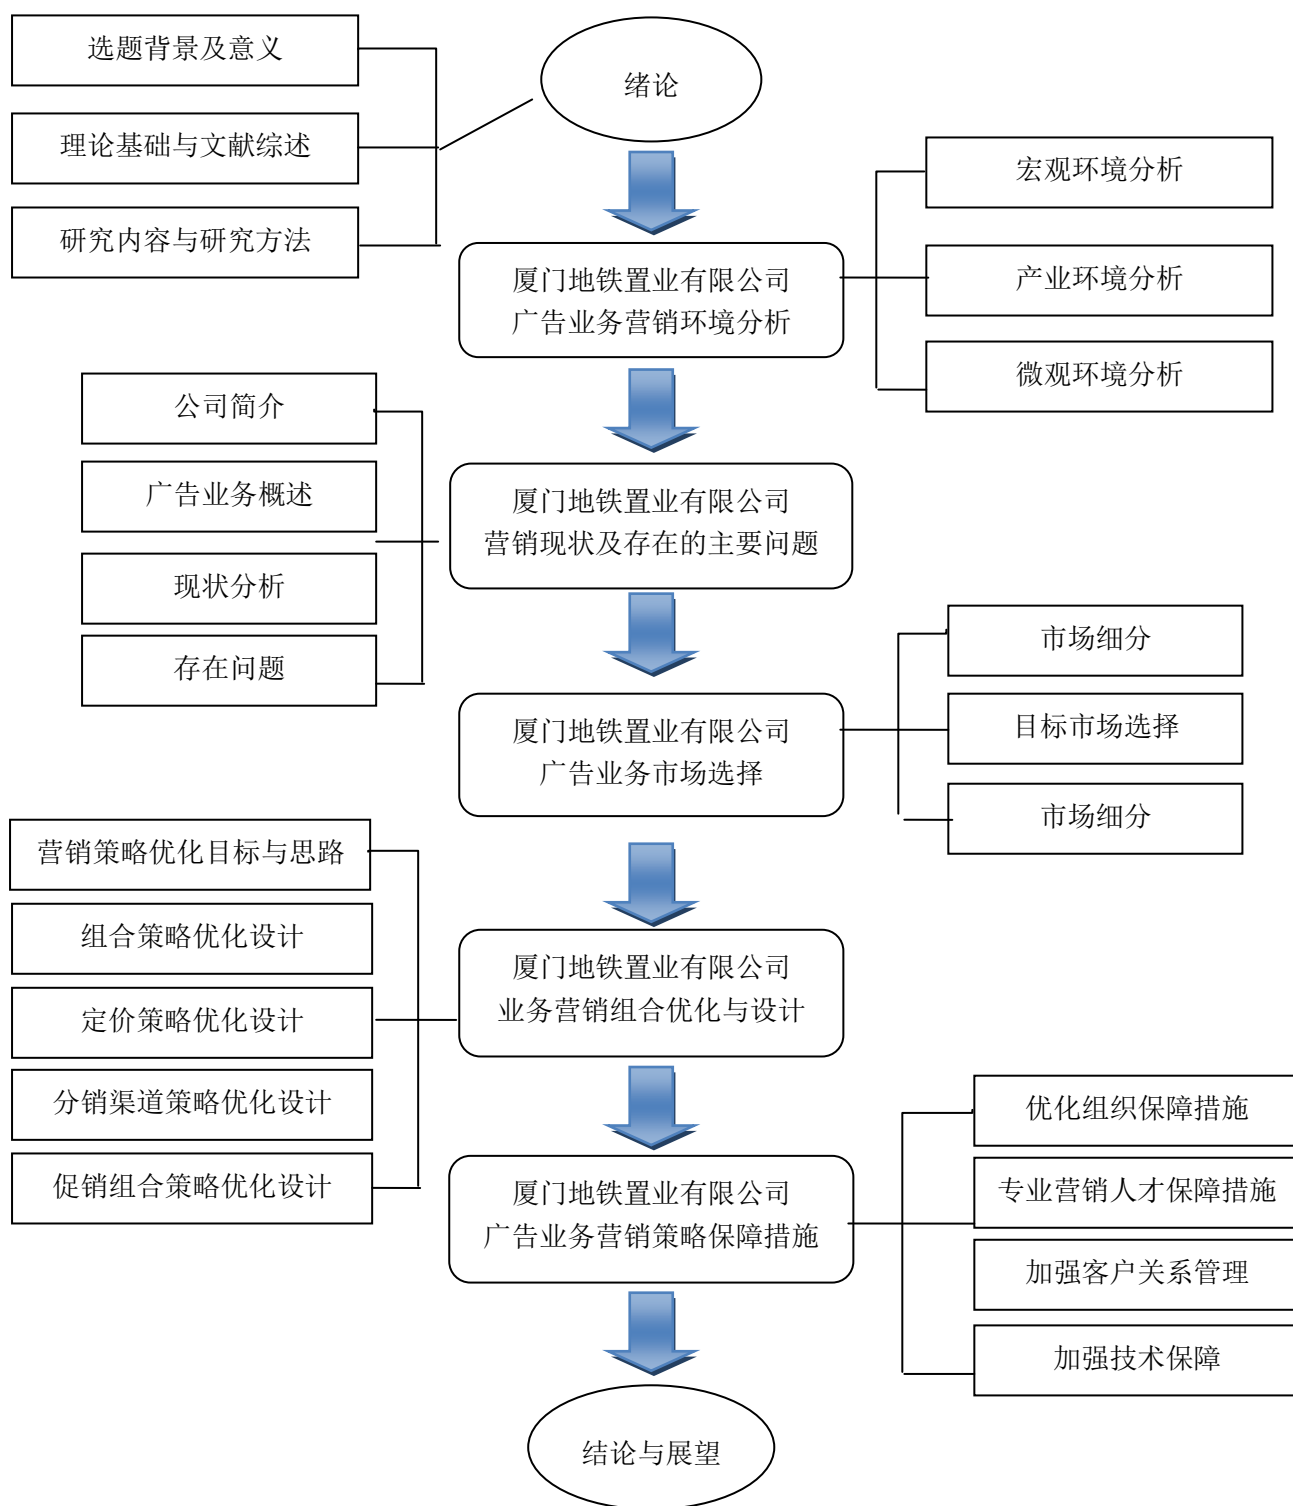 选题背景及意义
理论基础与文献综述
研究内容与研究方法
绪论
宏观环境分析
产业环境分析
微观环境分析
厦门地铁置业有限公司
广告业务营销环境分析
公司简介
广告业务概述
现状分析
存在问题
厦门地铁置业有限公司
营销现状及存在的主要问题
市场细分
目标市场选择
市场细分
厦门地铁置业有限公司
广告业务市场选择
营销策略优化目标与思路
组合策略优化设计
定价策略优化设计
分销渠道策略优化设计
促销组合策略优化设计
厦门地铁置业有限公司
业务营销组合优化与设计
优化组织保障措施
专业营销人才保障措施
加强客户关系管理
加强技术保障
厦门地铁置业有限公司
广告业务营销策略保障措施
结论与展望